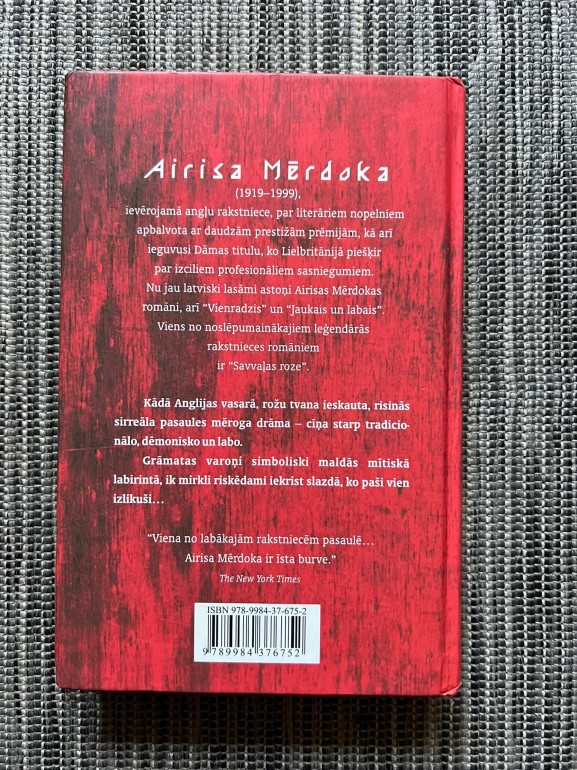 Airisa Mērdoka
(1919–1999),
ievērojamā angļu rakstniece, par literāriem nopelniem
apbalvota ar daudzām prestižām prēmijām, kā arī
ieguvusi Dāmas titulu, ko Lielbritānijā piešķir
par izciliem profesionāliem sasniegumiem.
Nu jau latviski lasāmi astoņi Airisas Mērdokas
romāni, arī “Vienradzis” un “Jaukais un labais”.
Viens no noslēpumainākajiem leģendārās
rakstnieces romāniem
ir “Savvaļas roze”.
Kādā Anglijas vasarā, rožu tvana ieskauta, risinās
sirreāla pasaules mēroga drāma – cīņa starp tradicio-
nālo, dēmonisko un labo.
Grāmatas varoņi simboliski maldās mītiskā
labirintā, ik mirkli riskēdami iekrist slazdā, ko paši vien
izlikuši…
“Viena no labākajām rakstniecēm pasaulē…
Airisa Mērdoka ir īsta burve.”
The New York Times
ISBN 978-9984-37-675-2
9 789984 376752